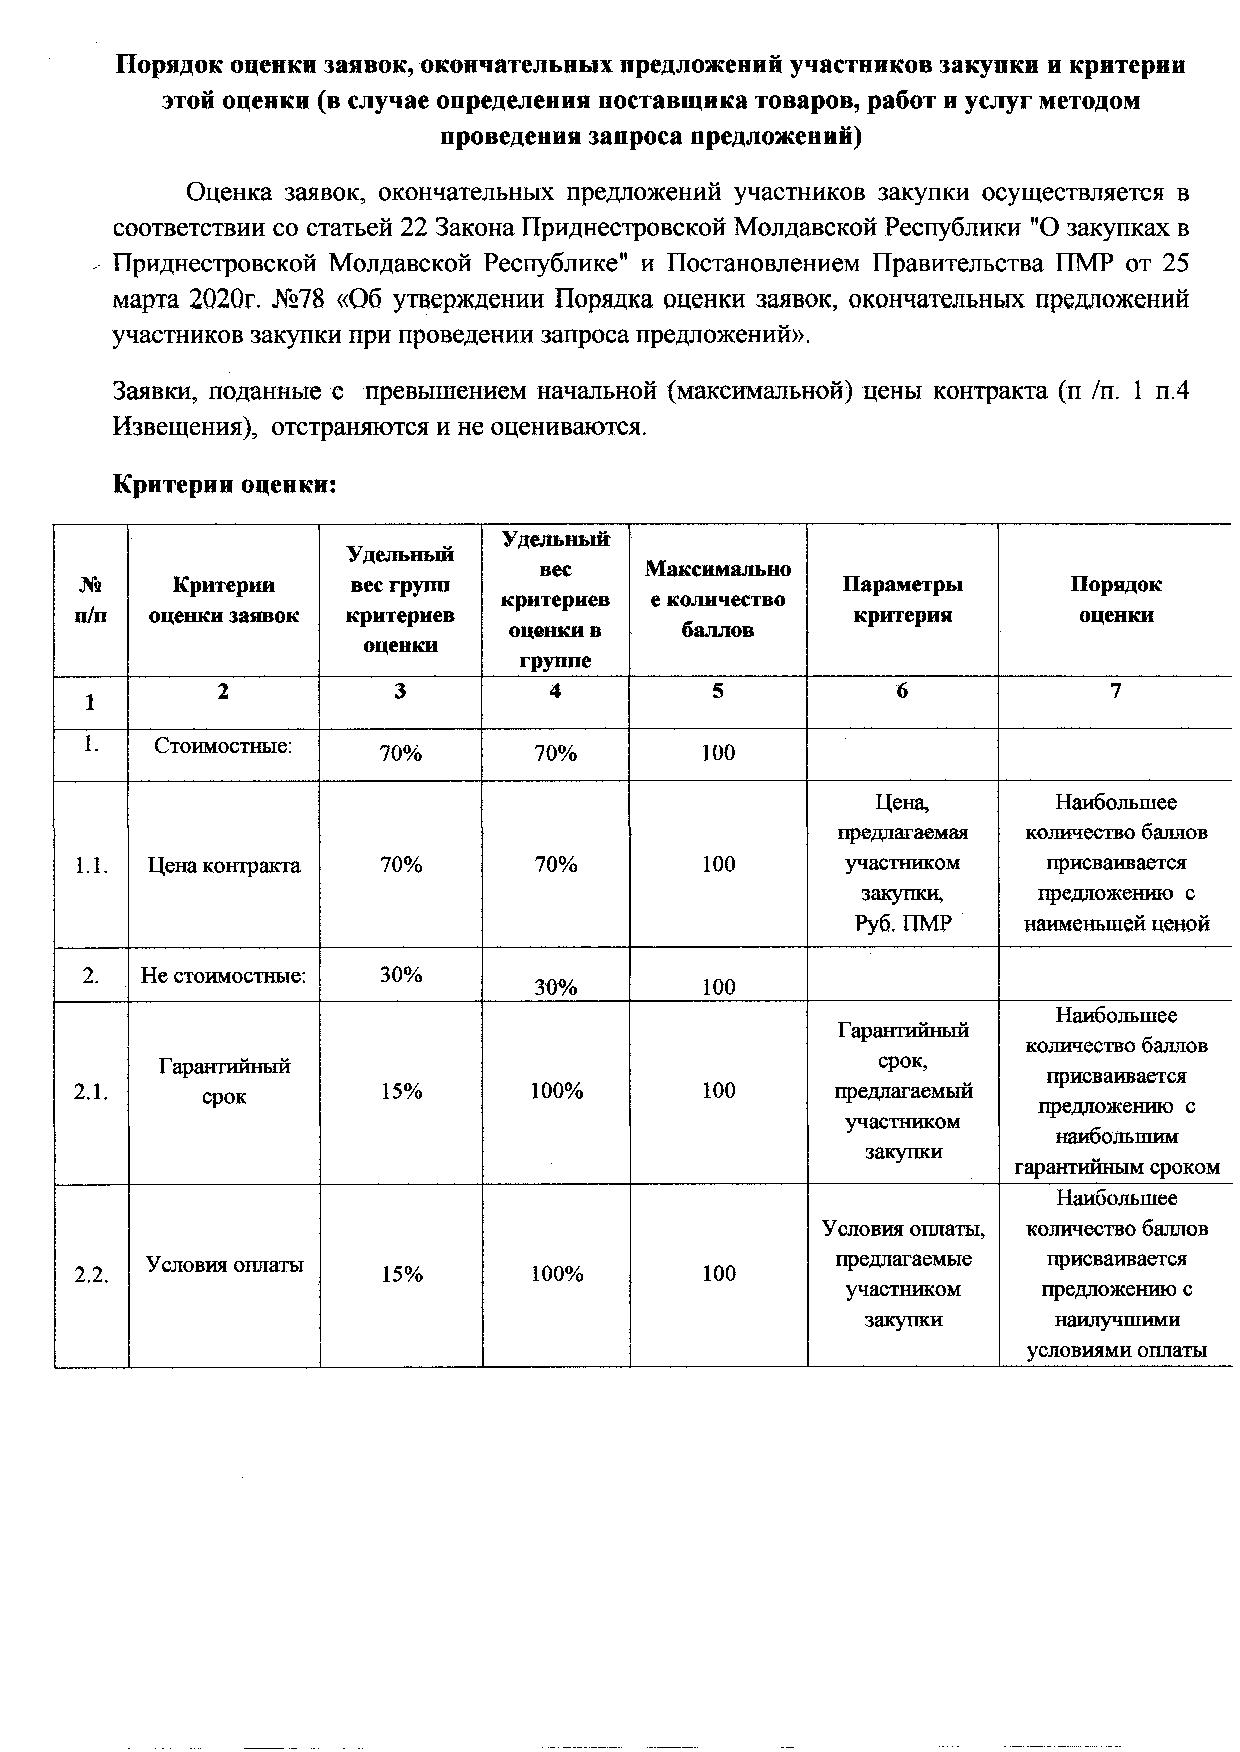 Порядок оценки заявок, окончательных предложений участников закупки и критерии
этой оценки (в случае определения поставщика товаров, работ и услуг методом
проведения запроса предложений)
Оценка заявок, окончательных предложений участников закупки осуществляется в
соответствии со статьей 22 Закона Приднестровской Молдавской Республики "О закупках в
Приднестровской Молдавской Республике" и Постановлением Правительства ПМР от 25
марта 2020г. №78 «Об утверждении Порядка оценки заявок, окончательных предложений
участников закупки при проведении запроса предложений».
Заявки, поданные с превышением начальной (максимальной) цены контракта (п /п. 1 п.4
Извещения), отстраняются и не оцениваются.
Критерии оценки:
№
п/п
Критерии
оценки заявок
Удельный
вес групп
критериев
оценки
Удельный
вес
критериев
оценки в
группе
Максимально
е количество
баллов
Параметры
критерия
Порядок
оценки
1
2
3
4
5
6
7
1.
Стоимостные:
70%
70%
100
1.1.
Цена контракта
70%
70%
100
Цена,
предлагаемая
участником
закупки,
Руб. ПМР
Наибольшее
количество баллов
присваивается
предложению с
наименьшей ценой
2.
Не стоимостные:
30%
30%
100
2.1.
Гарантийный
срок
15%
100%
100
Гарантийный
срок,
предлагаемый
участником
закупки
Наибольшее
количество баллов
присваивается
предложению с
наибольшим
гарантийным сроком
2.2.
Условия оплаты
15%
100%
100
Условия оплаты,
предлагаемые
участником
закупки
Наибольшее
количество баллов
присваивается
предложению с
наилучшими
условиями оплаты